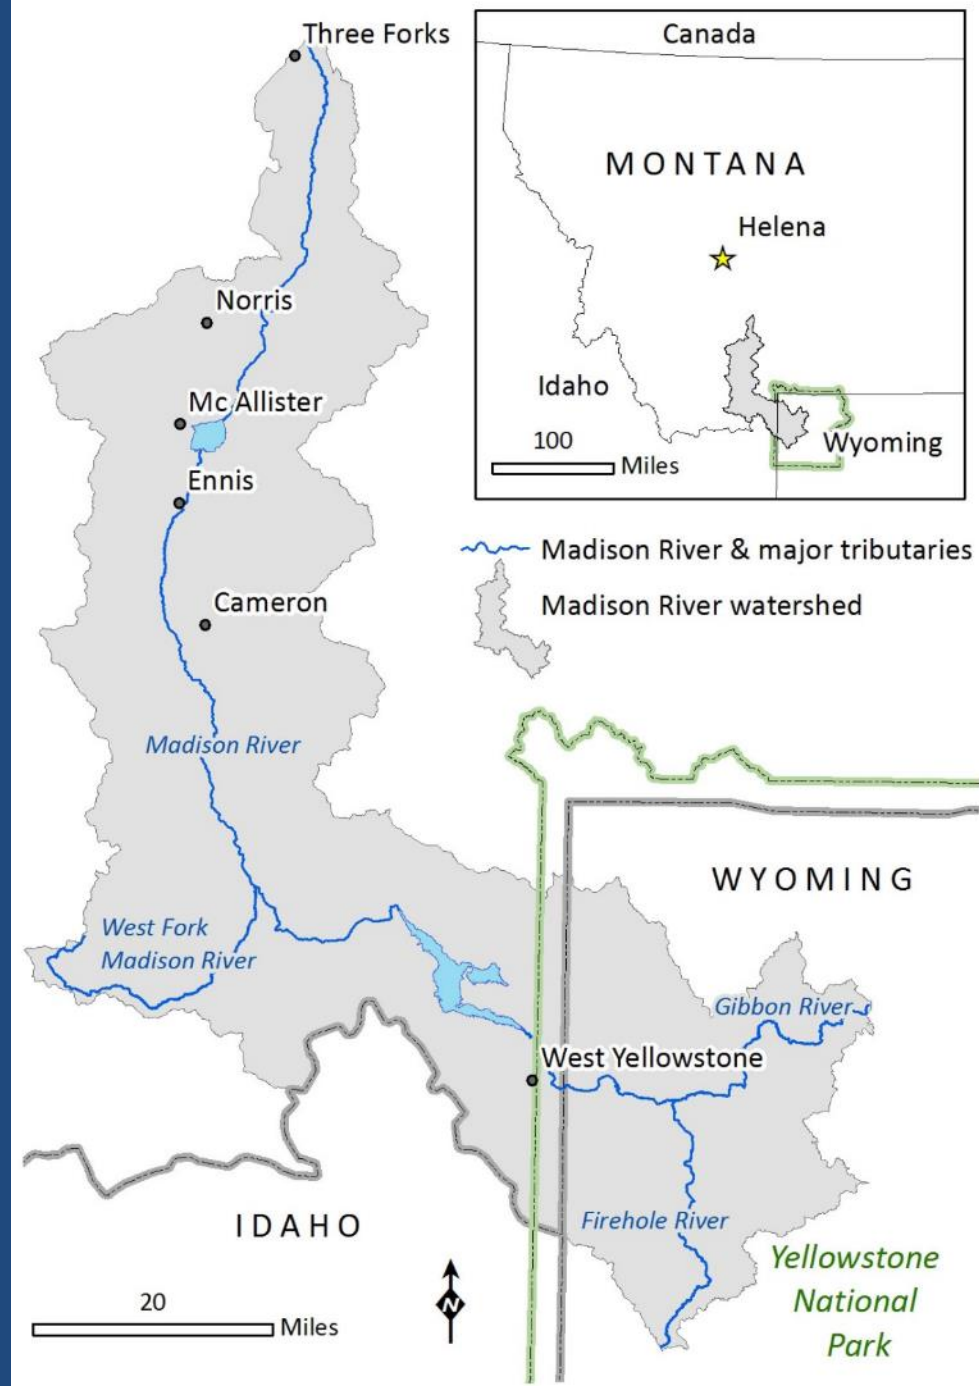 Three Forks
Norris
Mc Allister
Ennis
Cameron
Madison River
West Fork
Madison River
Canada
MONTANA
Helena
Idaho
Wyoming
100
Miles
Madison River & major tributaries
Madison River watershed
WYOMING
Gibbon River
West Yellowstone
Firehole River
IDAHO
Yellowstone
National
Park
20
Miles
N